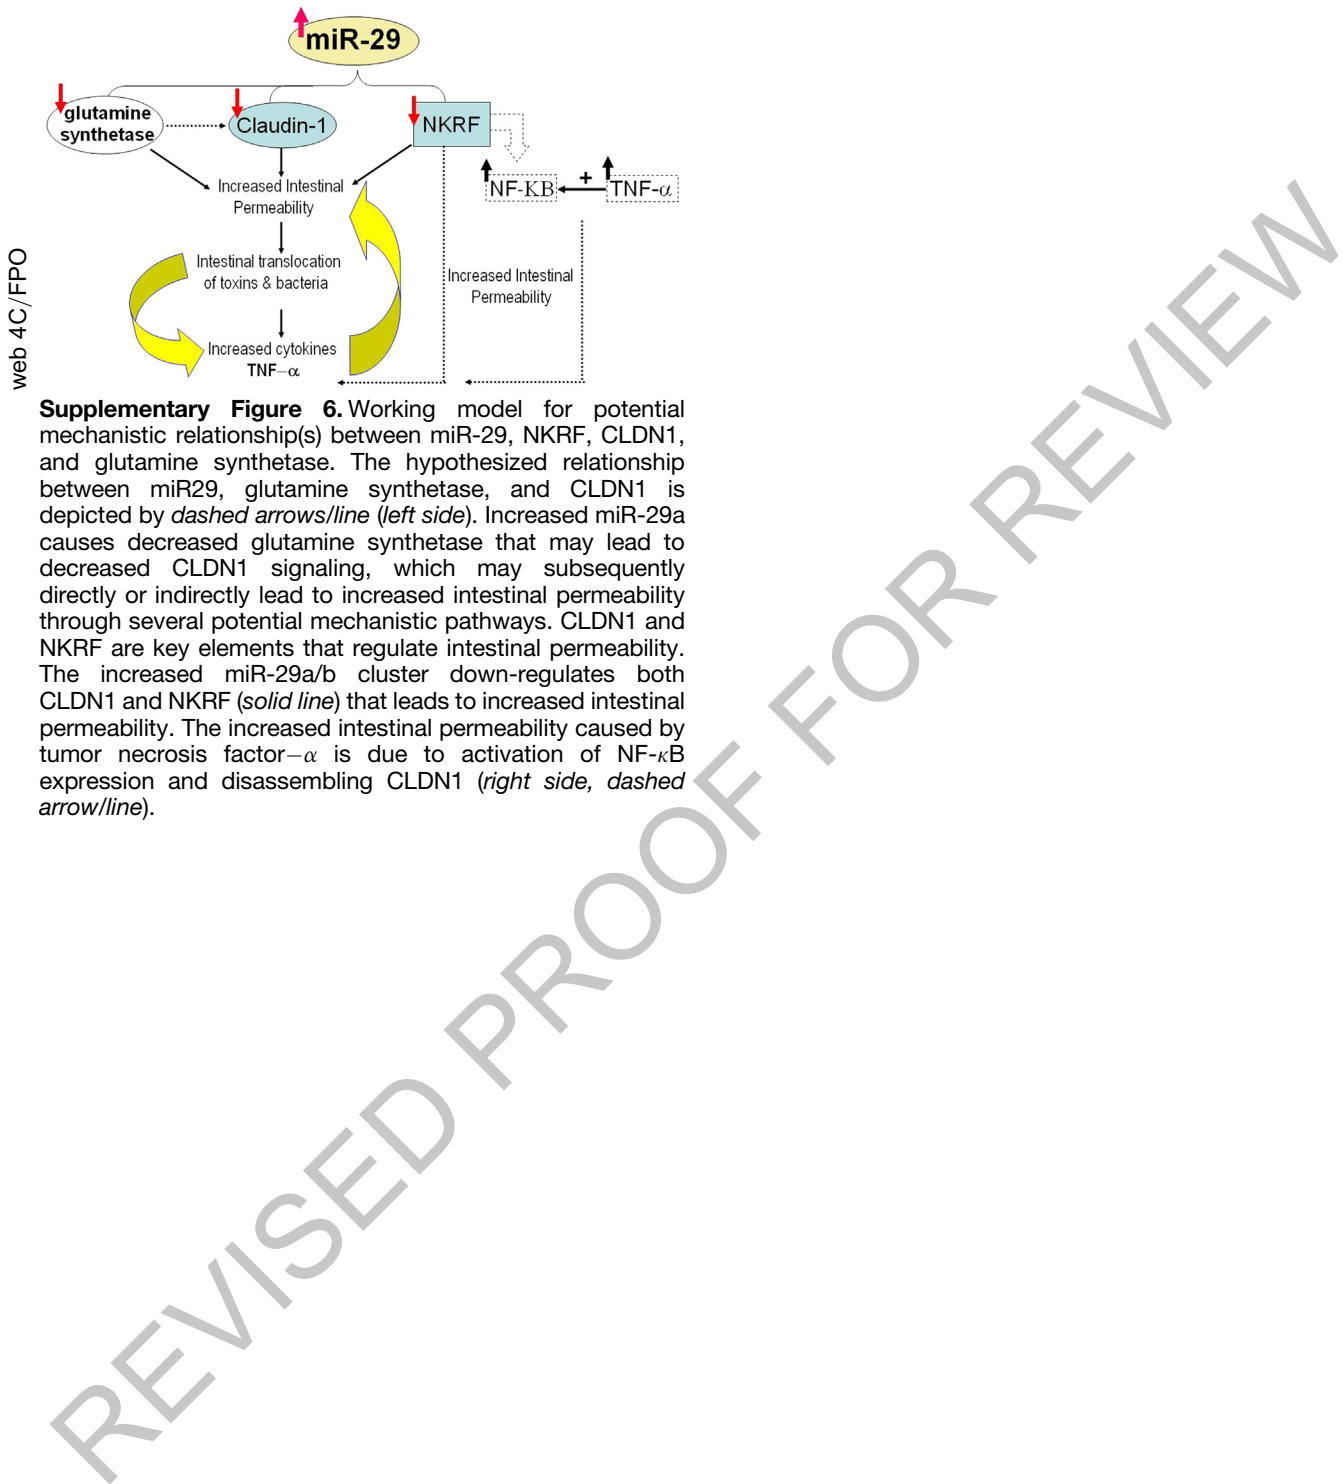 miR-29
glutamine
synthetase
Claudin-1
NKRF
NF-KB
+
TNF-α
Increased Intestinal
Permeability
Intestinal translocation
of toxins & bacteria
Increased Intestinal
Permeability
Increased cytokines
TNF–α
web 4C/FPO
Supplementary Figure 6. Working model for potential
mechanistic relationship(s) between miR-29, NKRF, CLDN1,
and glutamine synthetase. The hypothesized relationship
between miR29, glutamine synthetase, and CLDN1 is
depicted by dashed arrows/line (left side). Increased miR-29a
causes decreased glutamine synthetase that may lead to
decreased CLDN1 signaling, which may subsequently
directly or indirectly lead to increased intestinal permeability
through several potential mechanistic pathways. CLDN1 and
NKRF are key elements that regulate intestinal permeability.
The increased miR-29a/b cluster down-regulates both
CLDN1 and NKRF (solid line) that leads to increased intestinal
permeability. The increased intestinal permeability caused by
tumor necrosis factor–α is due to activation of NF-κB
expression and disassembling CLDN1 (right side, dashed
arrow/line).
REVISED PROOF FOR REVIEW